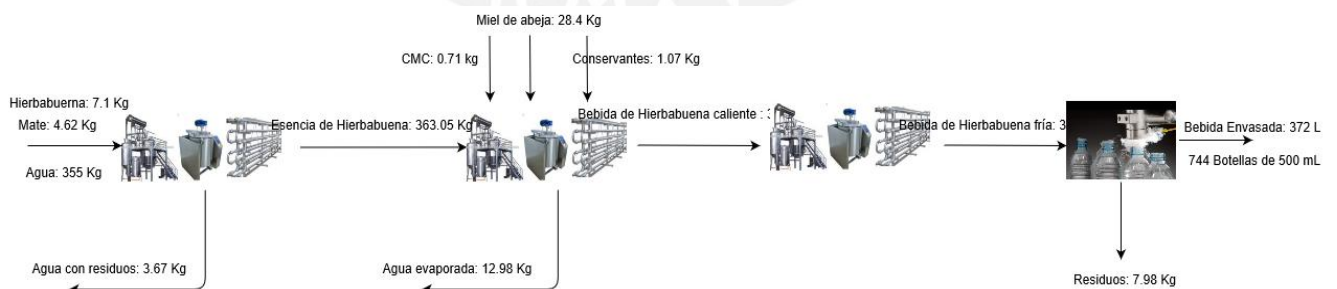 Miel de abeja: 28.4 Kg
CMC: 0.71 kg
Conservantes: 1.07 Kg
Hierbabuerna: 7.1 Kg
Mate: 4.62 Kg
Agua: 355 Kg
Esencia de Hierbabuena: 363.05 Kg
Bebida de Hierbabuena caliente :
Bebida de Hierbabuena fría: 3
Bebida Envasada: 372 L
744 Botellas de 500 mL
Agua con residuos: 3.67 Kg
Agua evaporada: 12.98 Kg
Residuos: 7.98 Kg